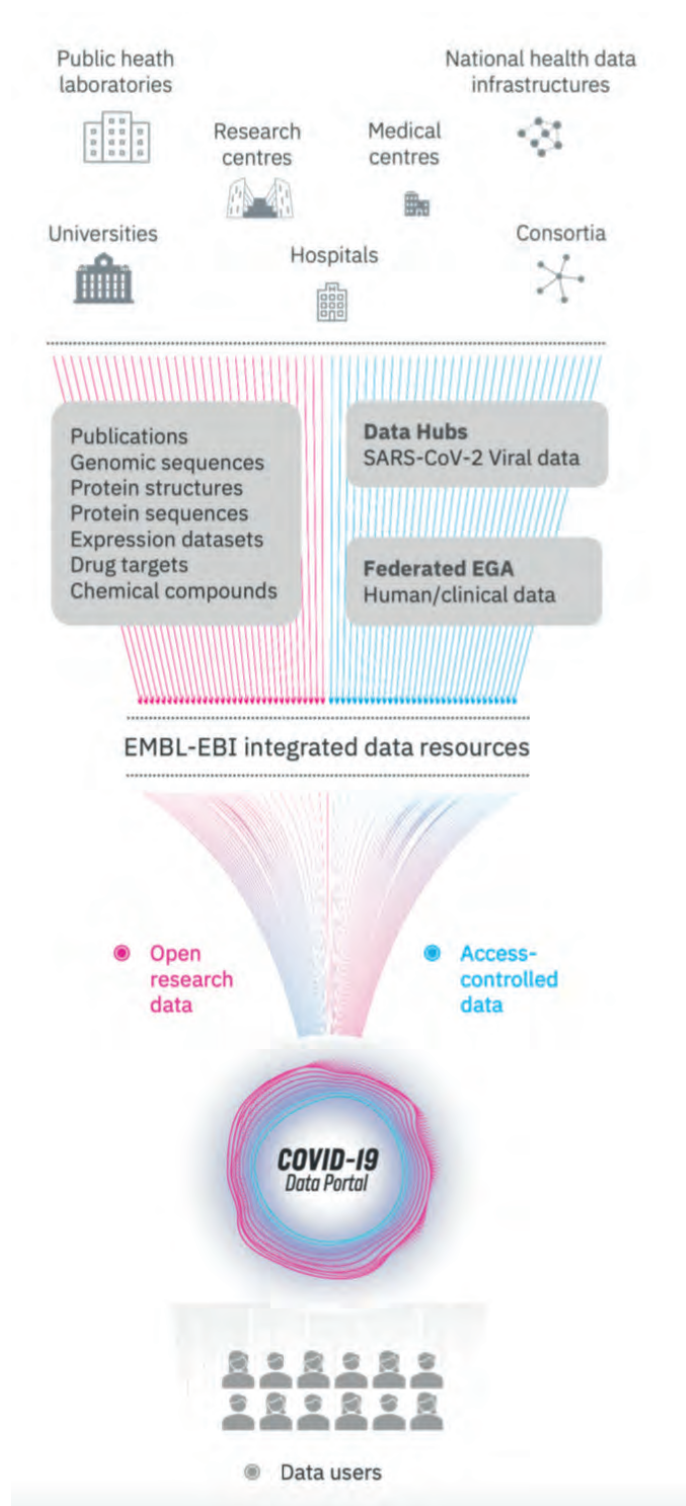 Public heath
laboratories
National health data
infrastructures
Research
centres
Medical
centres
Universities
Hospitals
Consortia
Publications
Genomic sequences
Protein structures
Protein sequences
Expression datasets
Drug targets
Chemical compounds
Data Hubs
SARS-CoV-2 Viral data
Federated EGA
Human/clinical data
EMBL-EBI integrated data resources
Open
research
data
Access-
controlled
data
COVID-19
Data Portal
Data users